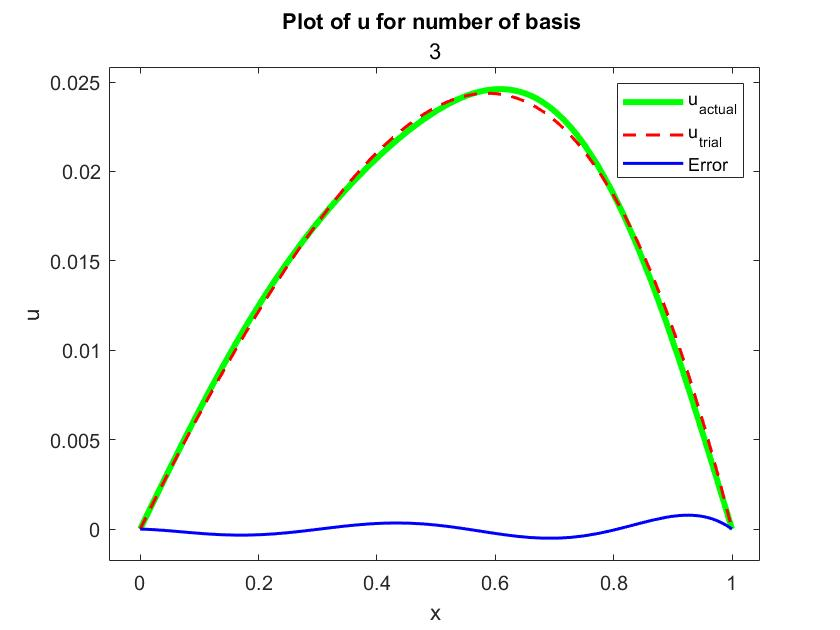 Plot of u for number of basis
3
0.025
0.02
0.015
0.01
0.005
0
u
u_actual
u_trial
Error
0 0.2 0.4 0.6 0.8 1
x